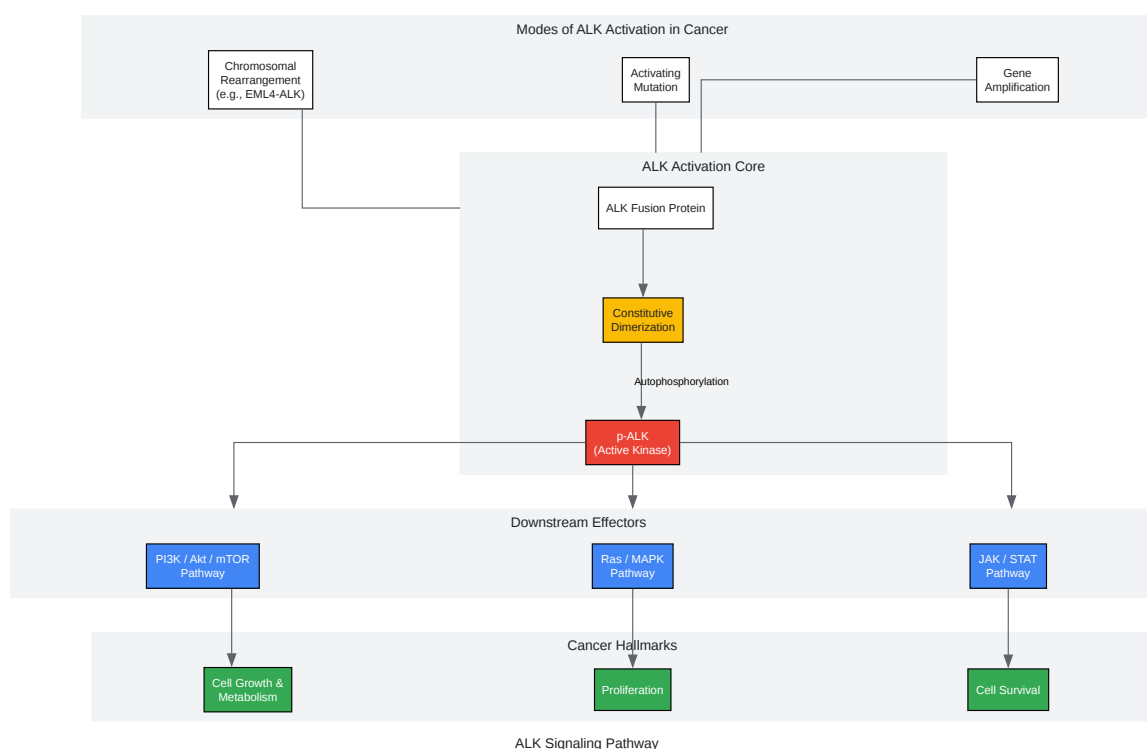 Modes of ALK Activation in Cancer
Chromosomal
Rearrangement
(e.g., EML4-ALK)
Activating
Mutation
Gene
Amplification
ALK Activation Core
ALK Fusion Protein
Constitutive
Dimerization
Autophosphorylation
p-ALK
(Active Kinase)
Downstream Effectors
PI3K / Akt / mTOR
Pathway
Ras / MAPK
Pathway
JAK / STAT
Pathway
Cancer Hallmarks
Cell Growth &
Metabolism
Proliferation
Cell Survival
ALK Signaling Pathway